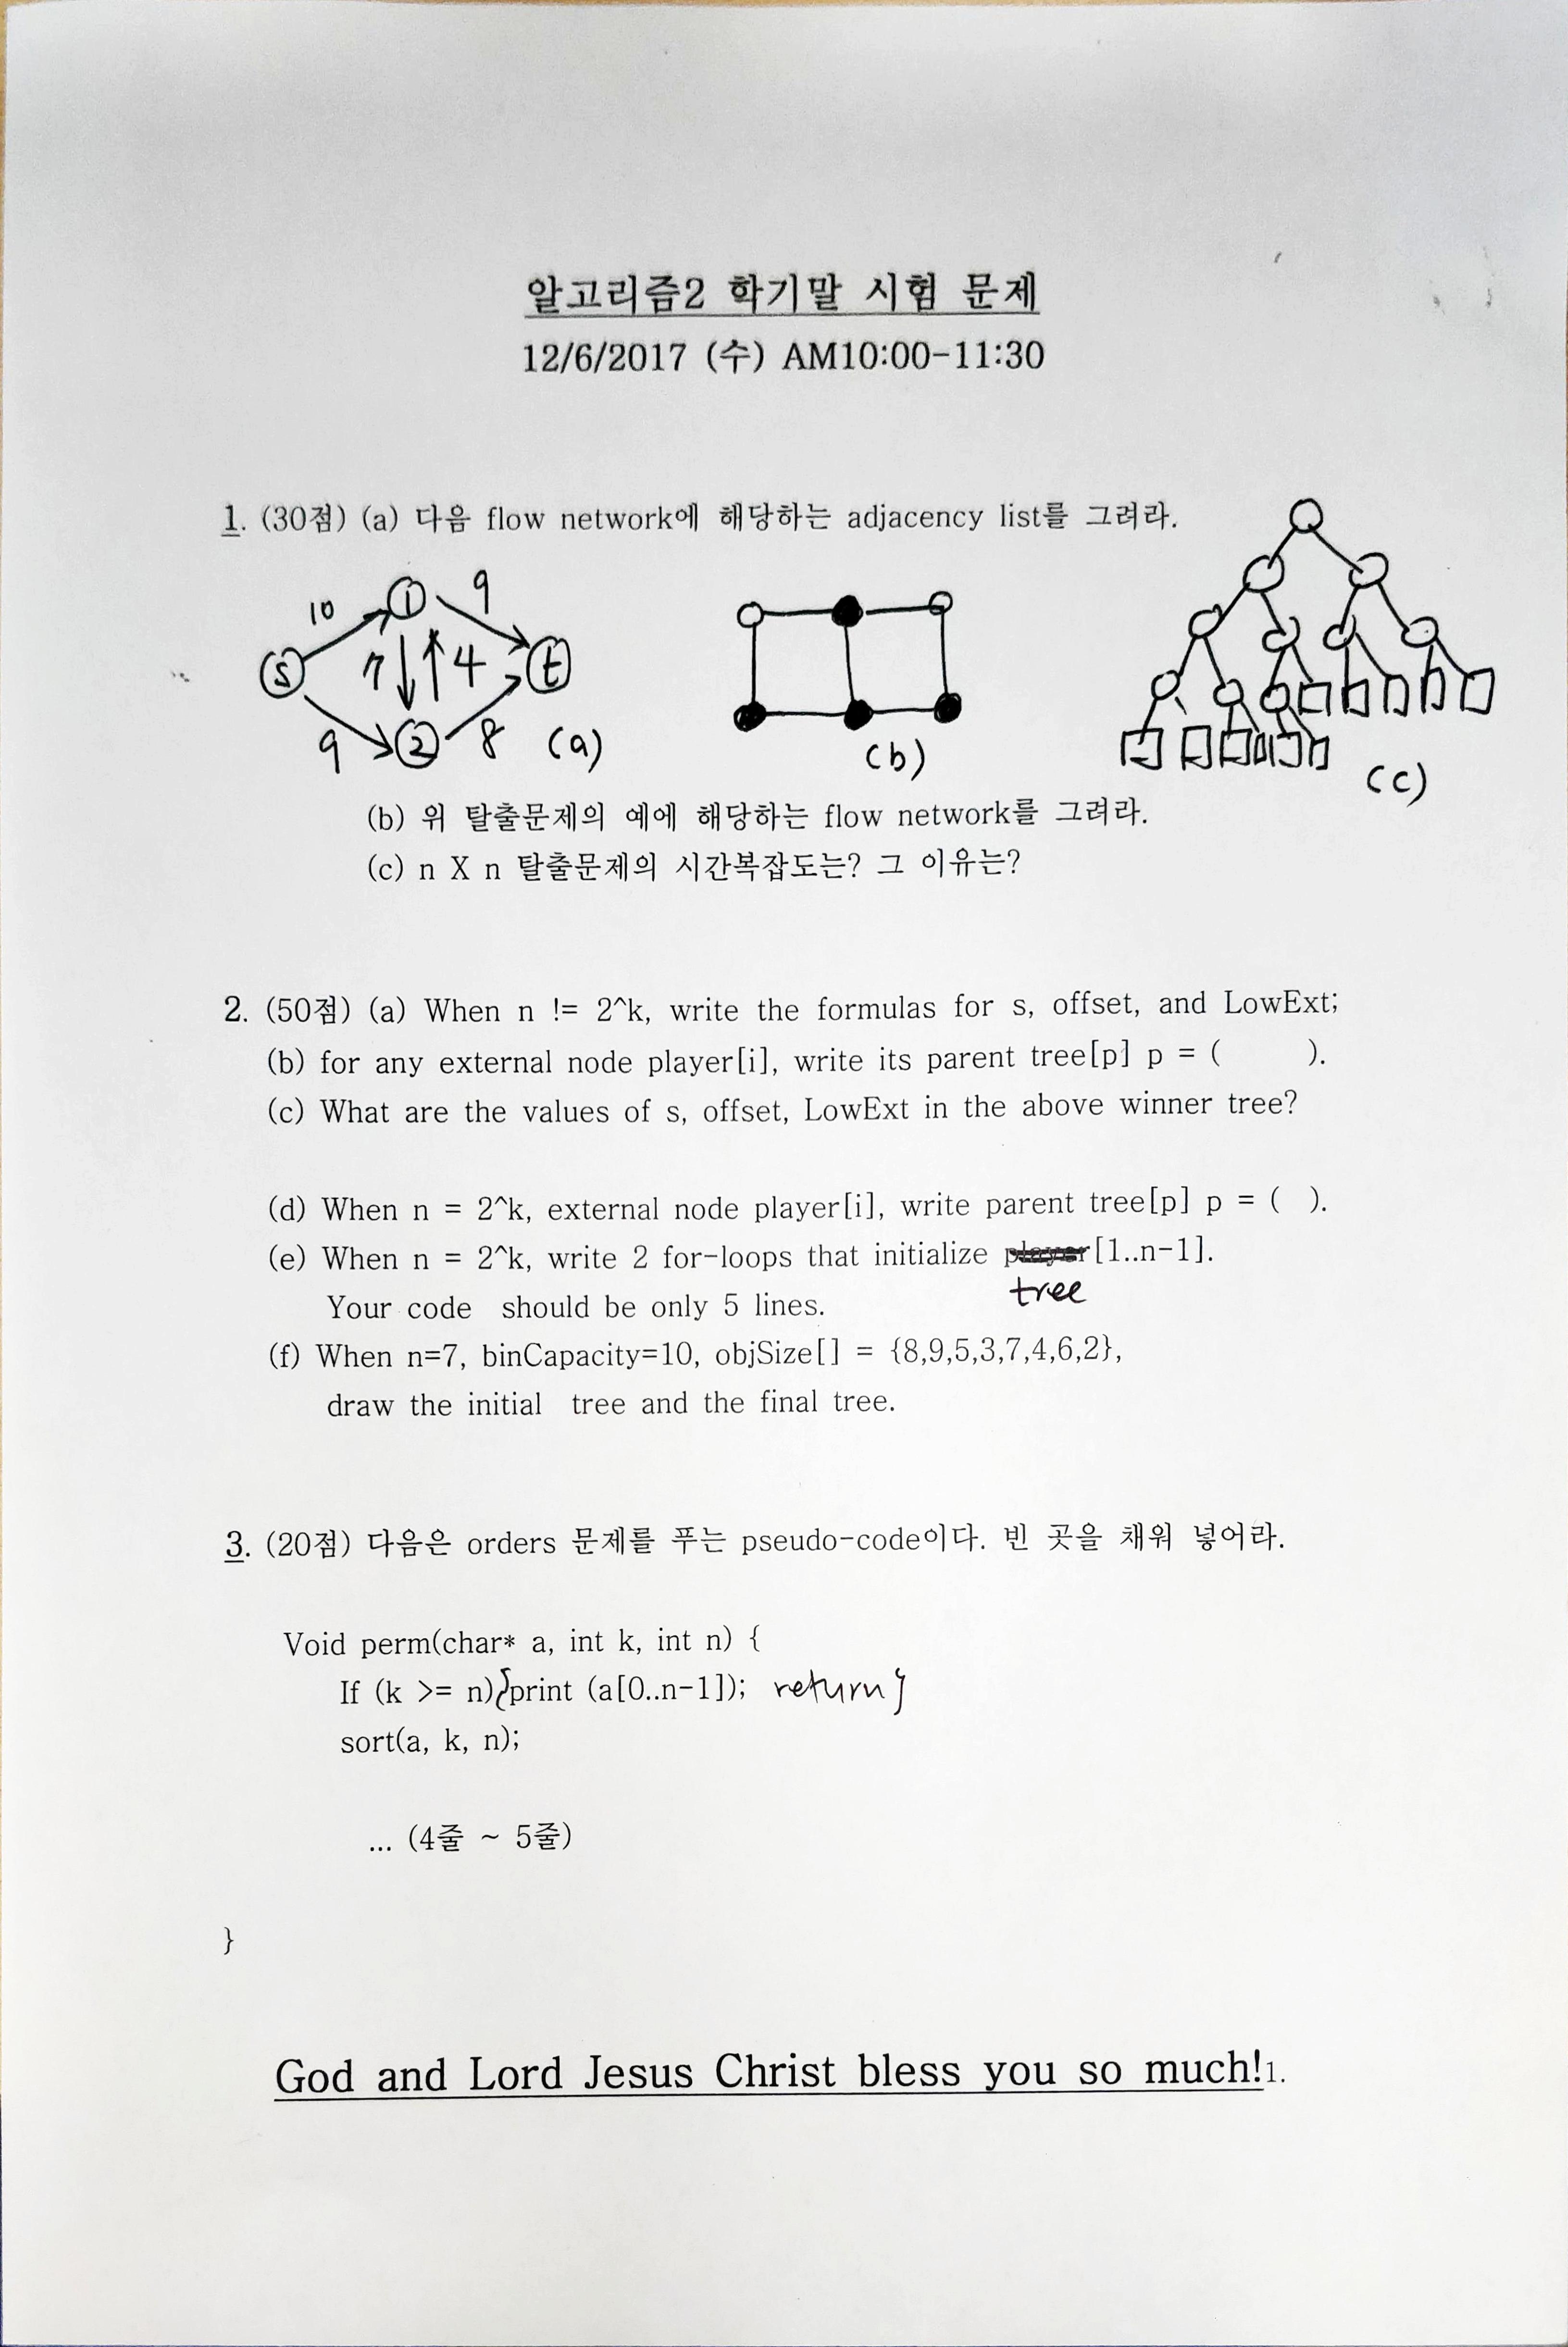 알고리즘2 학기말 시험 문제
12/6/2017 (수) AM10:00-11:30
1. (30점) (a) 다음 flow network에 해당하는 adjacency list를 그려라.
10
1
9
s
7
4
t
9
2
8
(a)
(b)
(c)
(b) 위 탈출문제의 예에 해당하는 flow network를 그려라.
(c) n X n 탈출문제의 시간복잡도는? 그 이유는?
2. (50점) (a) When n != 2^k, write the formulas for s, offset, and LowExt;
(b) for any external node player[i], write its parent tree[p] p = ( ).
(c) What are the values of s, offset, LowExt in the above winner tree?
(d) When n = 2^k, external node player[i], write parent tree[p] p = ( ).
(e) When n = 2^k, write 2 for-loops that initialize player[1..n-1].
tree
Your code should be only 5 lines.
(f) When n=7, binCapacity=10, objSize[] = {8,9,5,3,7,4,6,2},
draw the initial tree and the final tree.
3. (20점) 다음은 orders 문제를 푸는 pseudo-code이다. 빈 곳을 채워 넣어라.
Void perm(char* a, int k, int n) {
If (k >= n){print (a[0..n-1]); return}
sort(a, k, n);
... (4줄 ~ 5줄)
}
God and Lord Jesus Christ bless you so much!1.